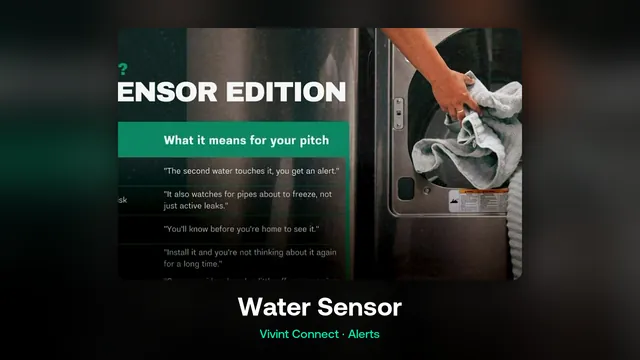 ?
ENSOR EDITION
What it means for your pitch
"The second water touches it, you get an alert."
"It also watches for pipes about to freeze, not
just active leaks."
"You'll know before you're home to see it."
"Install it and you're not thinking about it again
for a long time."
Water Sensor
Vivint Connect · Alerts